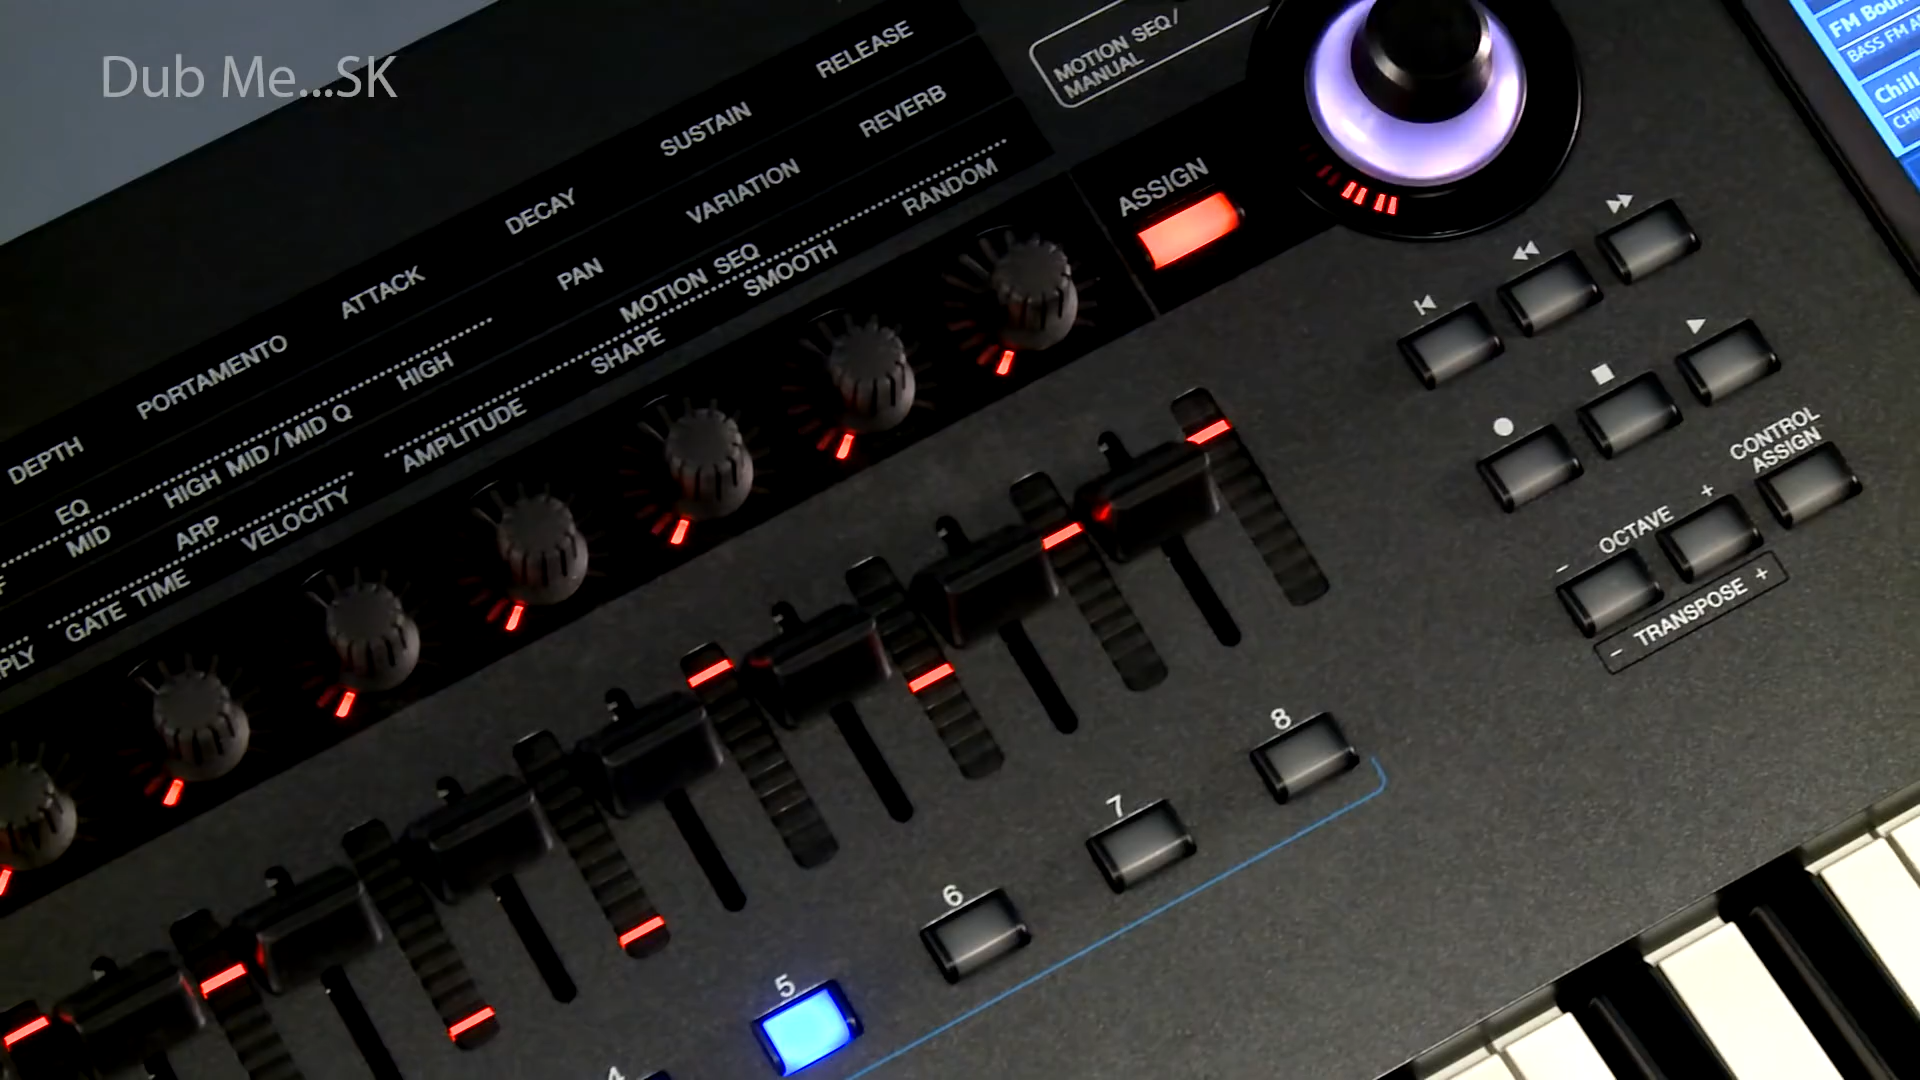 Dub Me...SK
DEPTH PORTAMENTO ATTACK DECAY SUSTAIN RELEASE
EQ
MID HIGH MID / MID Q HIGH PAN VARIATION REVERB
ARP MOTION SEQ
GATE TIME VELOCITY AMPLITUDE SHAPE SMOOTH RANDOM
MOTION SEQ/
MANUAL
ASSIGN
FM
BASS FM
Chill
CONTROL
ASSIGN
- OCTAVE +
- TRANSPOSE +
5 6 7 8